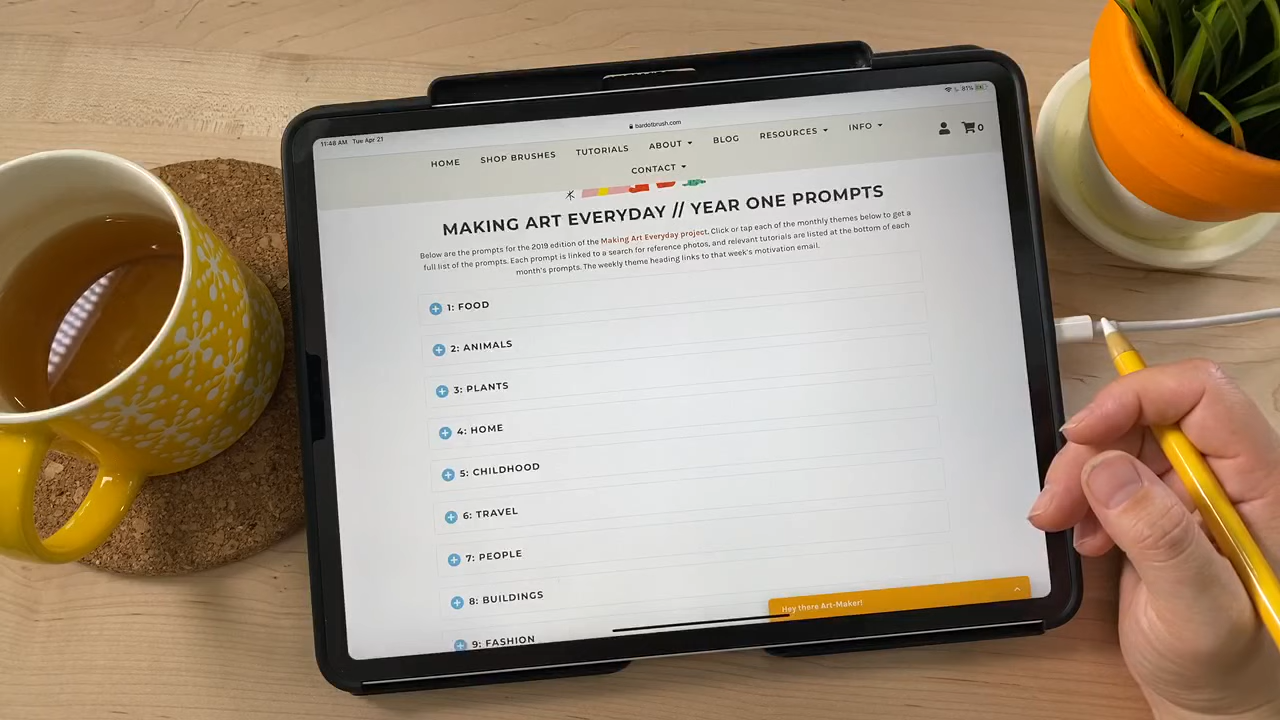 11:48 AM Tue Apr 21
bardotbrush.com
81%
HOME SHOP BRUSHES TUTORIALS ABOUT BLOG RESOURCES INFO 0
CONTACT
MAKING ART EVERYDAY // YEAR ONE PROMPTS
Below are the prompts for the 2019 edition of the Making Art Everyday project. Click or tap each of the monthly themes below to get a
full list of the prompts. Each prompt is linked to a search for reference photos, and relevant tutorials are listed at the bottom of each
month's prompts. The weekly theme heading links to that week's motivation email.
1: FOOD
2: ANIMALS
3: PLANTS
4: HOME
5: CHILDHOOD
6: TRAVEL
7: PEOPLE
8: BUILDINGS
9: FASHION
Hey there Art-Maker!